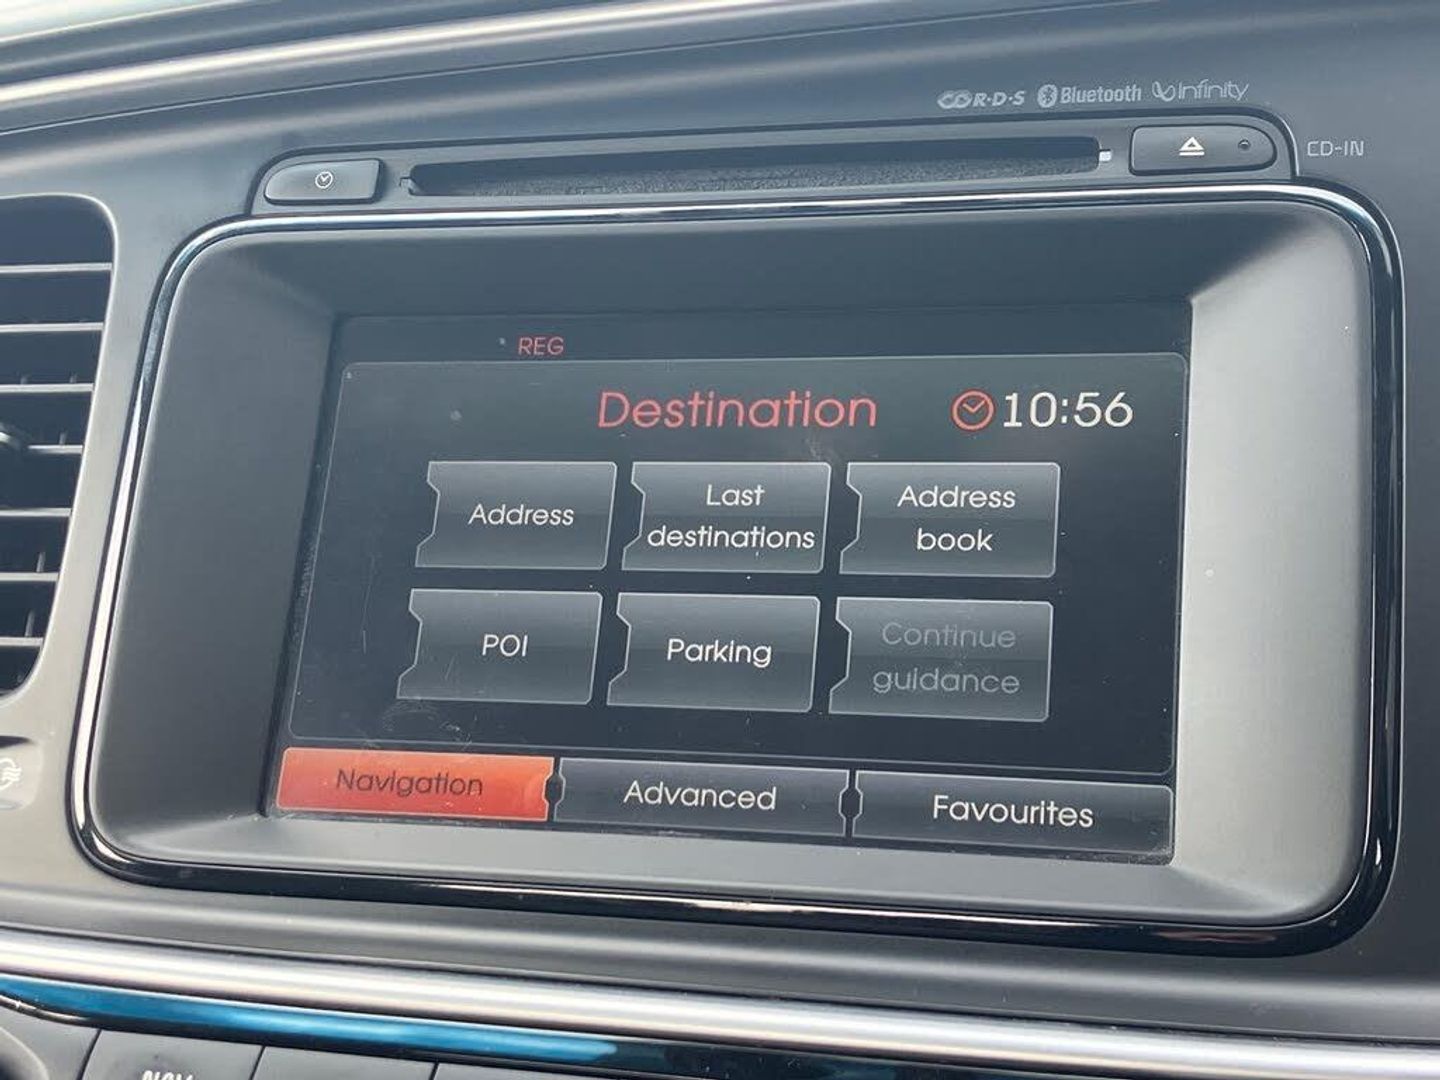 R·D·S Bluetooth Infinity
CD-IN
REG
Destination 10:56
Address
Last
destinations
Address
book
POI
Parking
Continue
guidance
Navigation
Advanced
Favourites
NAV